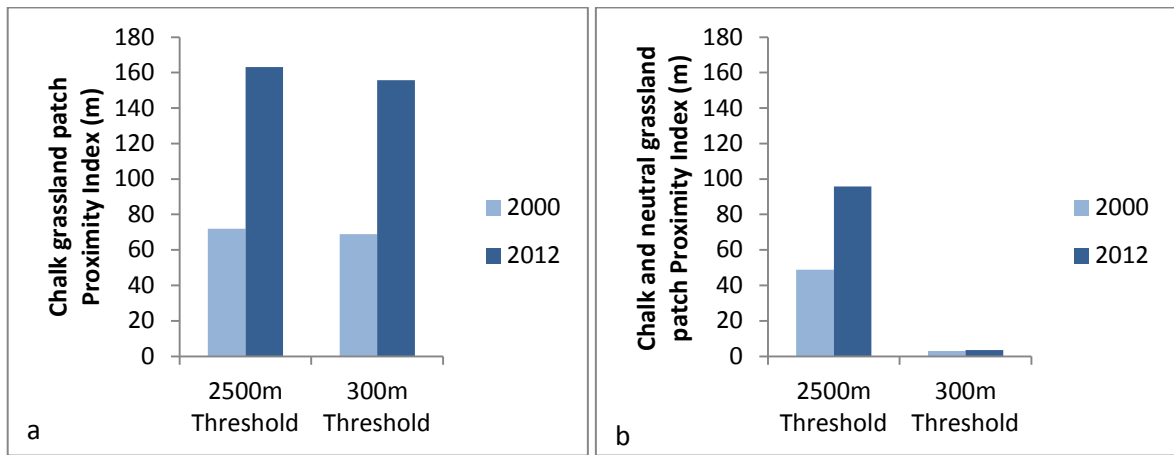 Chalk grassland patch
Proximity Index (m)
180
160
140
120
100
80
60
40
20
0
2500m
Threshold
300m
Threshold
2000
2012
a
Chalk and neutral grassland
patch Proximity Index (m)
180
160
140
120
100
80
60
40
20
0
2500m
Threshold
300m
Threshold
2000
2012
b